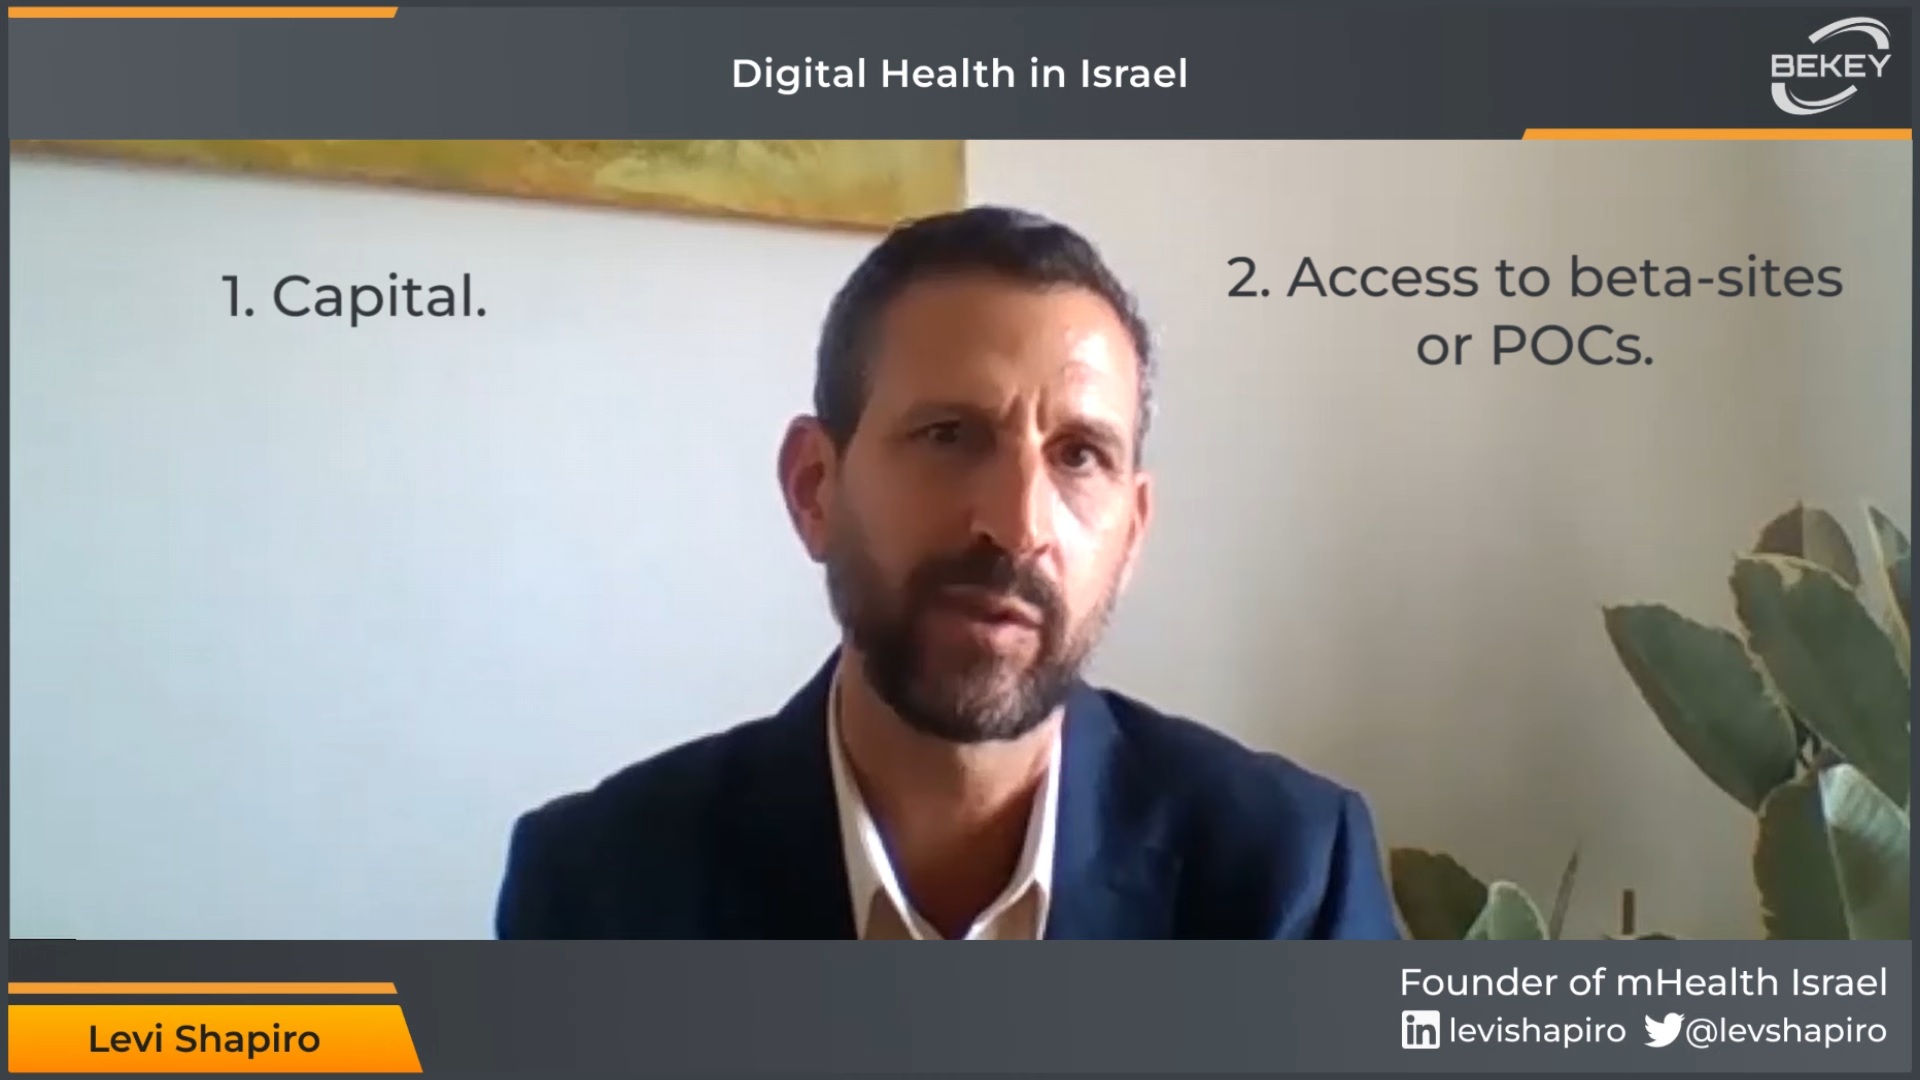 Digital Health in Israel
BEKEY
1. Capital.
2. Access to beta-sites
or POCs.
Levi Shapiro
Founder of mHealth Israel
in levishapiro @levshapiro